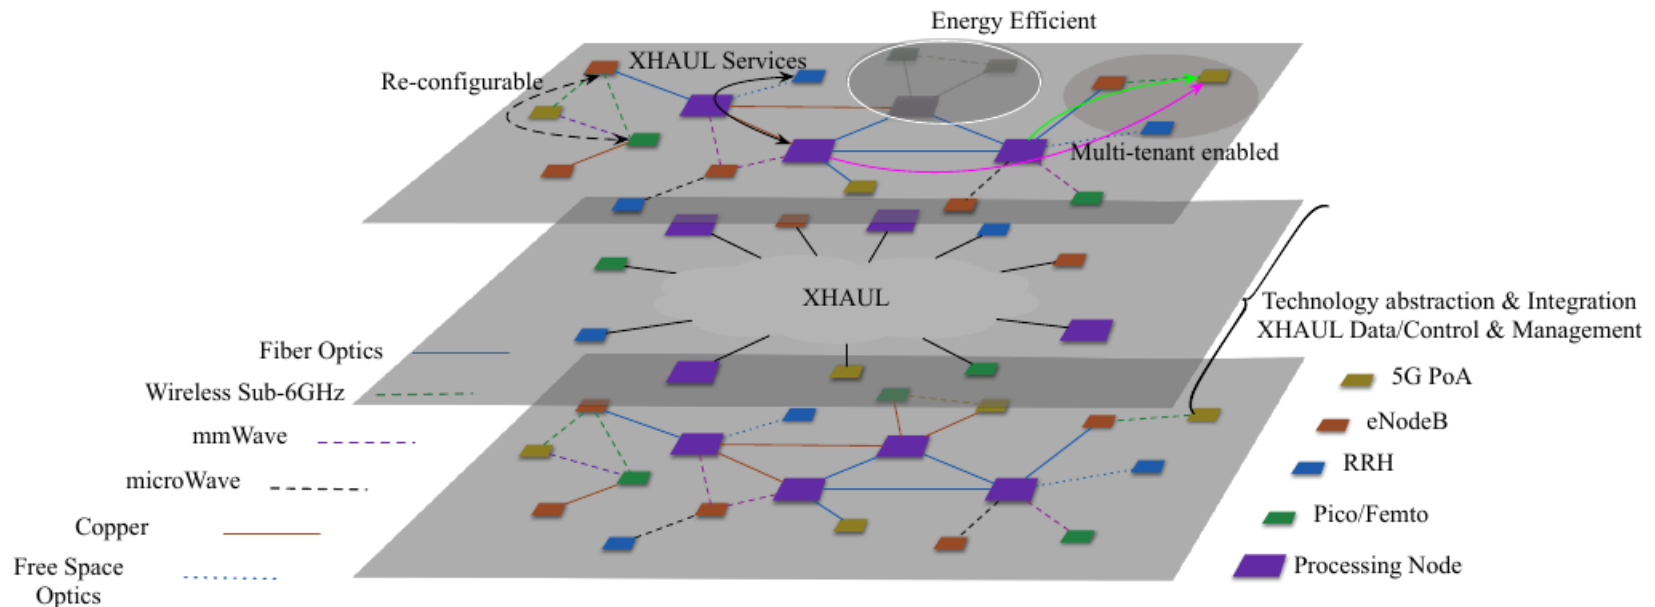 Energy Efficient
XHAUL Services
Re-configurable
Multi-tenant enabled
XHAUL
Technology abstraction & Integration
XHAUL Data/Control & Management
Fiber Optics
Wireless Sub-6GHz
mmWave
microWave
Copper
Free Space
Optics
5G PoA
eNodeB
RRH
Pico/Femto
Processing Node